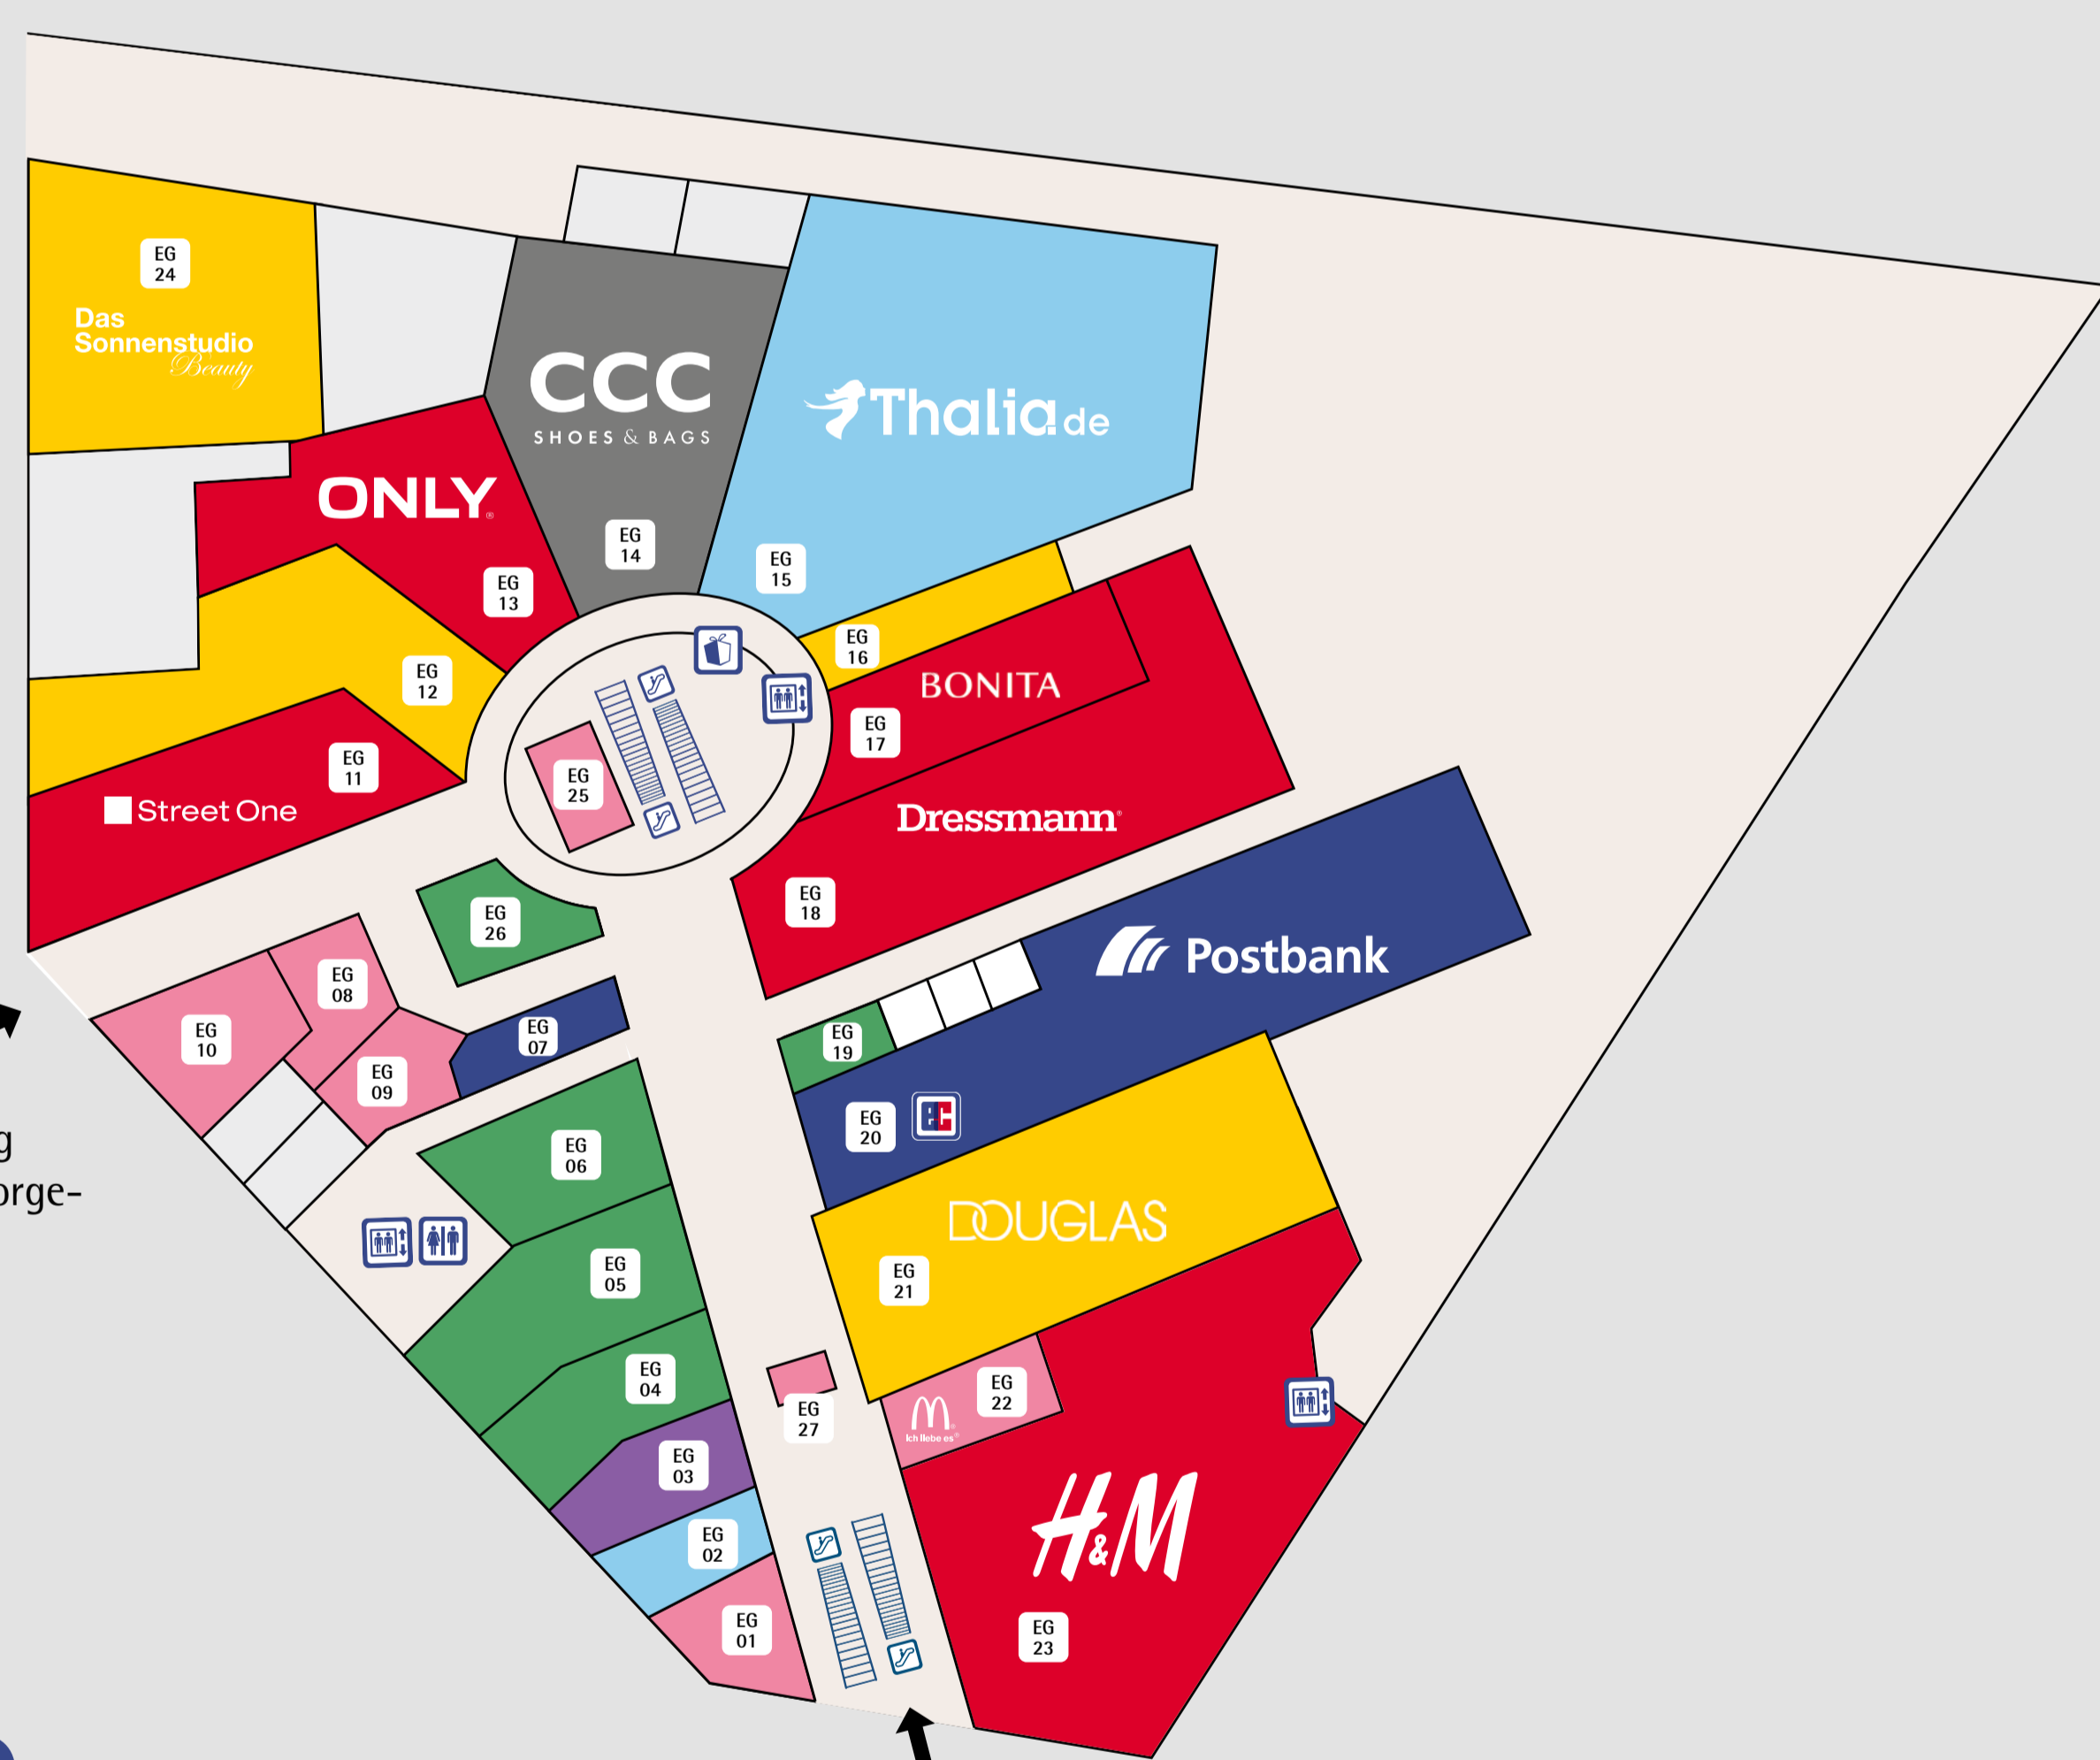 EG
24
Das
Sonnenstudio
Beauty
CCC
SHOES & BAGS
Thalia.de
ONLY®
EG
14
EG
15
EG
13
EG
16
EG
12
BONITA
EG
17
EG
11
EG
25
Street One
Dressmann®
EG
18
EG
26
Postbank
EG
08
EG
10
EG
07
EG
19
EG
09
EG
20
EC
g
orge-
EG
06
DOUGLAS
EG
05
EG
21
EG
04
EG
22
M®
ich liebe es®
EG
27
EG
03
H&M
EG
02
EG
01
EG
23